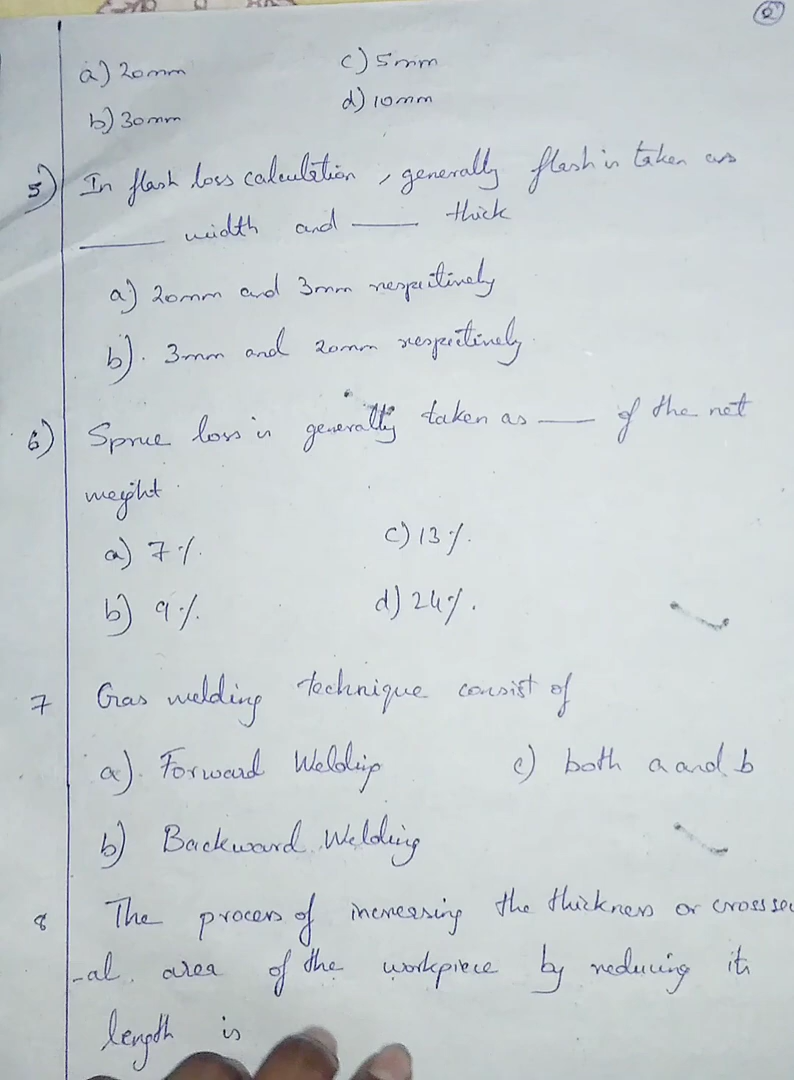 2
a) 20mm c) 5mm
b) 30mm d) 10mm
5) In flash loss calculation, generally flash is taken as
____ width and ____ thick
a) 20mm and 3mm respectively
b). 3mm and 20mm respectively.
6) Sprue loss is generally taken as ____ of the net
weight.
a) 7%. c) 13%.
b) 9%. d) 24%.
7 Gas welding technique consist of
a). Forward Welding c) both a and b
b) Backward Welding
8 The process of increasing the thickness or cross sec
-al area of the workpiece by reducing its
length is